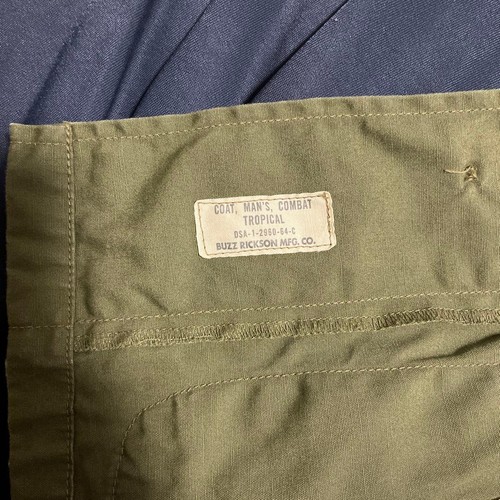 COAT, MAN'S, COMBAT
TROPICAL
DSA-1-2960-64-C
BUZZ RICKSON MFG. CO.